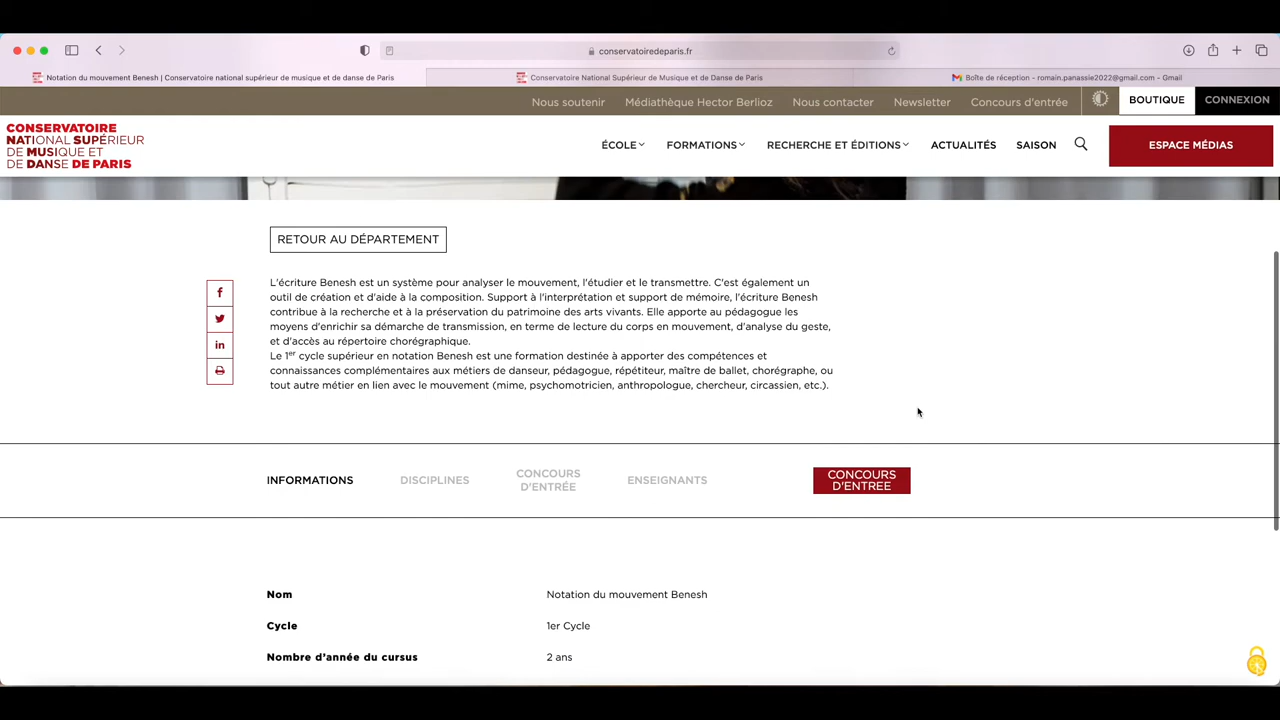 conservatoiredeparis.fr
Notation du mouvement Benesh | Conservatoire national supérieur de musique et de danse de Paris
Conservatoire National Supérieur de Musique et de Danse de Paris
Boîte de réception - romain.panassie2022@gmail.com - Gmail
Nous soutenir
Médiathèque Hector Berlioz
Nous contacter
Newsletter
Concours d'entrée
BOUTIQUE
CONNEXION
CONSERVATOIRE
NATIONAL SUPÉRIEUR
DE MUSIQUE ET
DE DANSE DE PARIS
ÉCOLE
FORMATIONS
RECHERCHE ET ÉDITIONS
ACTUALITÉS
SAISON
ESPACE MÉDIAS
RETOUR AU DÉPARTEMENT
L'écriture Benesh est un système pour analyser le mouvement, l'étudier et le transmettre. C'est également un
outil de création et d'aide à la composition. Support à l'interprétation et support de mémoire, l'écriture Benesh
contribue à la recherche et à la préservation du patrimoine des arts vivants. Elle apporte au pédagogue les
moyens d'enrichir sa démarche de transmission, en terme de lecture du corps en mouvement, d'analyse du geste,
et d'accès au répertoire chorégraphique.
Le 1er cycle supérieur en notation Benesh est une formation destinée à apporter des compétences et
connaissances complémentaires aux métiers de danseur, pédagogue, répétiteur, maître de ballet, chorégraphe, ou
tout autre métier en lien avec le mouvement (mime, psychomotricien, anthropologue, chercheur, circassien, etc.).
INFORMATIONS
DISCIPLINES
CONCOURS
D'ENTRÉE
ENSEIGNANTS
CONCOURS
D'ENTREE
Nom
Notation du mouvement Benesh
Cycle
1er Cycle
Nombre d'année du cursus
2 ans